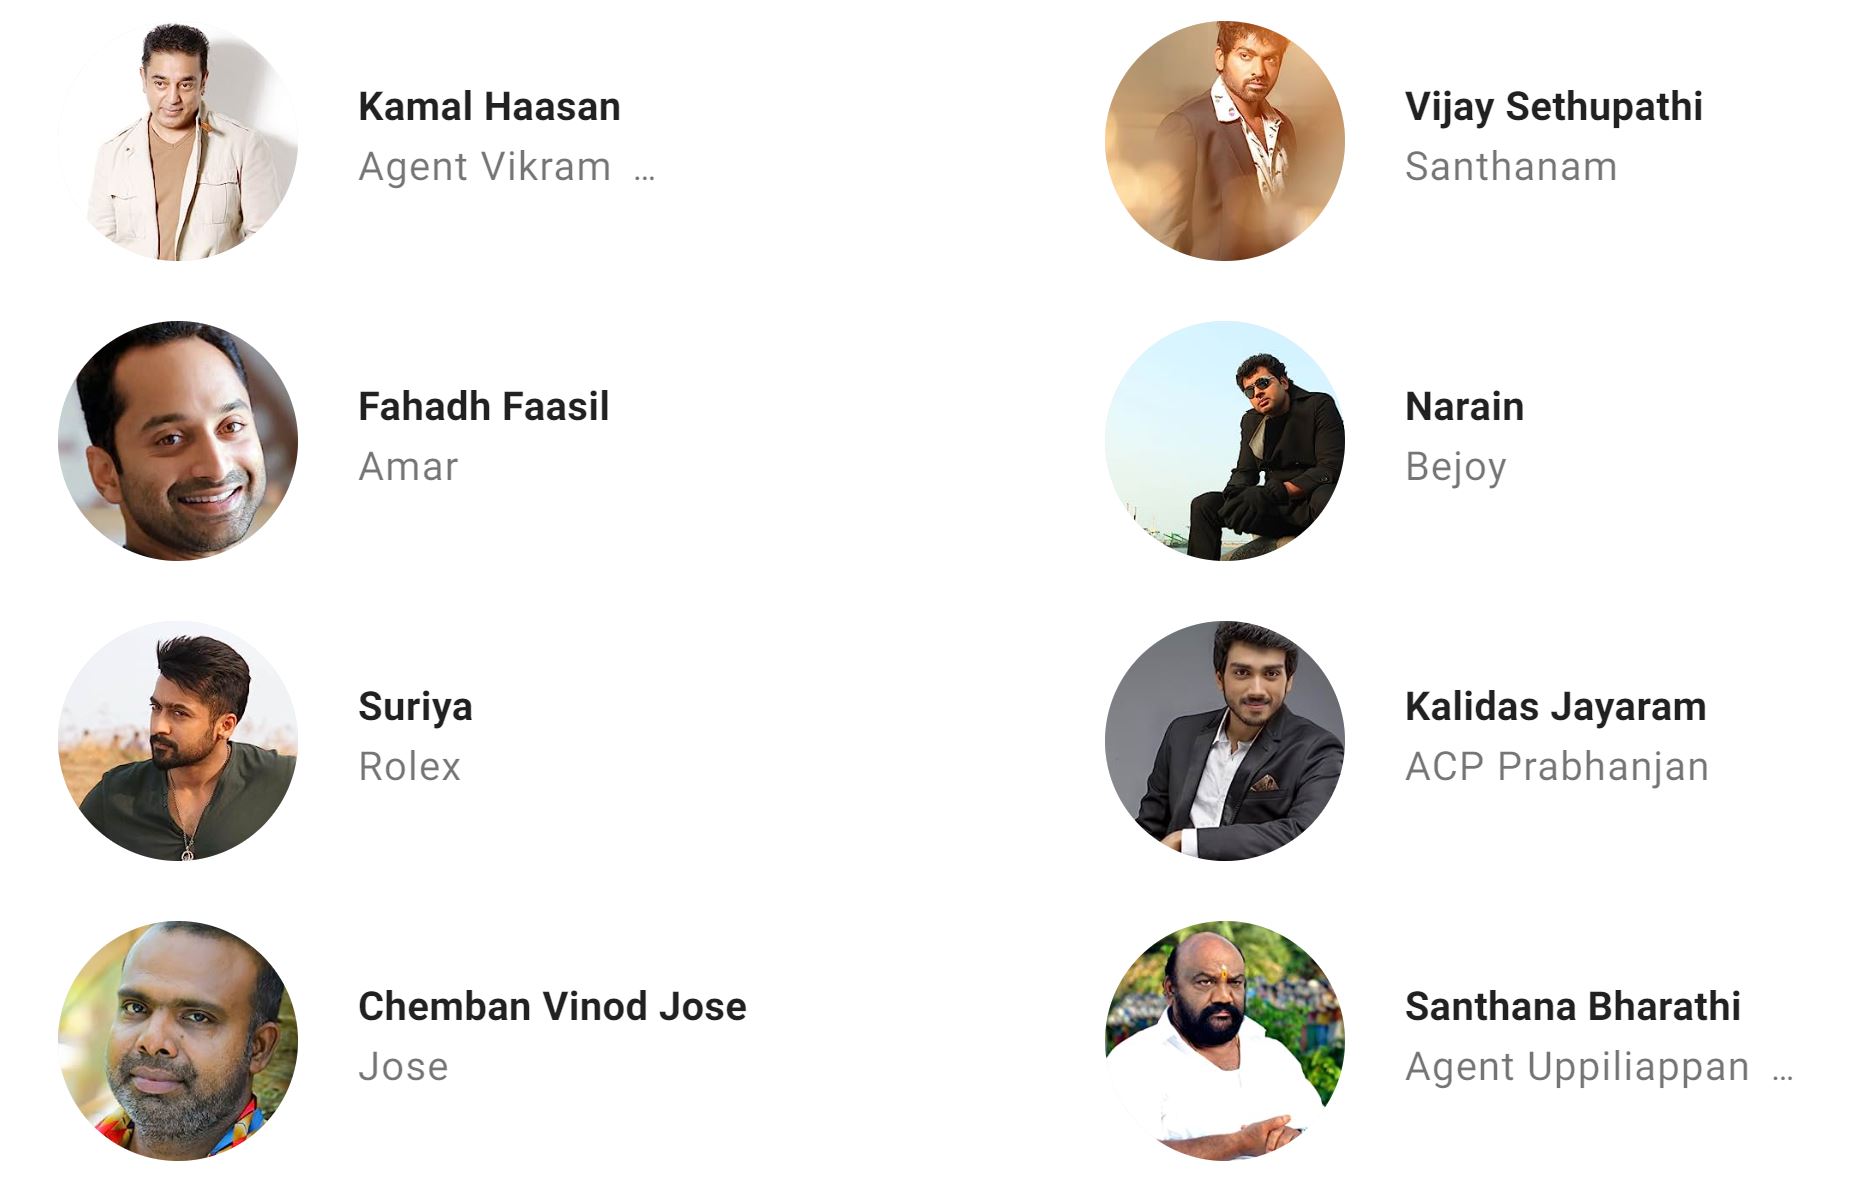 Kamal Haasan
Agent Vikram ...
Vijay Sethupathi
Santhanam
Fahadh Faasil
Amar
Narain
Bejoy
Suriya
Rolex
Kalidas Jayaram
ACP Prabhanjan
Chemban Vinod Jose
Jose
Santhana Bharathi
Agent Uppiliappan ...